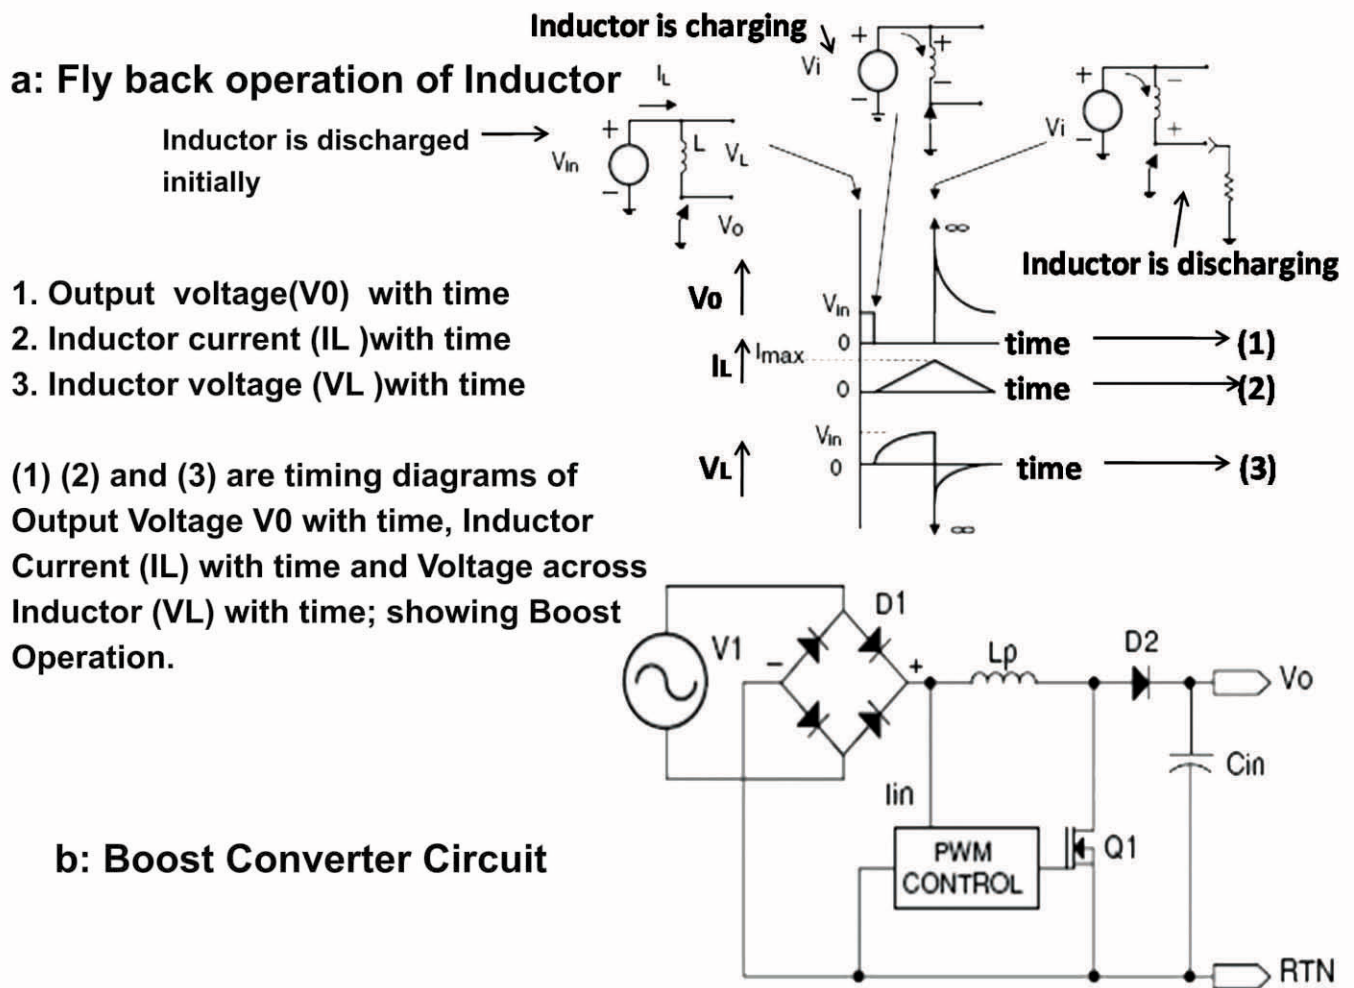 Inductor is charging
a: Fly back operation of Inductor
Inductor is discharged
initially
IL
+
Vin
−
L
VL
Vo
Vi
+
−
+
−
Vi
+
−
−
+
Inductor is discharging
1. Output voltage(V0) with time
2. Inductor current (IL )with time
3. Inductor voltage (VL )with time
Vo
∞
Vin
0
time
(1)
IL
Imax
0
time
(2)
VL
Vin
0
time
(3)
∞
(1) (2) and (3) are timing diagrams of
Output Voltage V0 with time, Inductor
Current (IL) with time and Voltage across
Inductor (VL) with time; showing Boost
Operation.
V1
D1
−
+
Lp
D2
Vo
Cin
Iin
PWM
CONTROL
Q1
RTN
b: Boost Converter Circuit